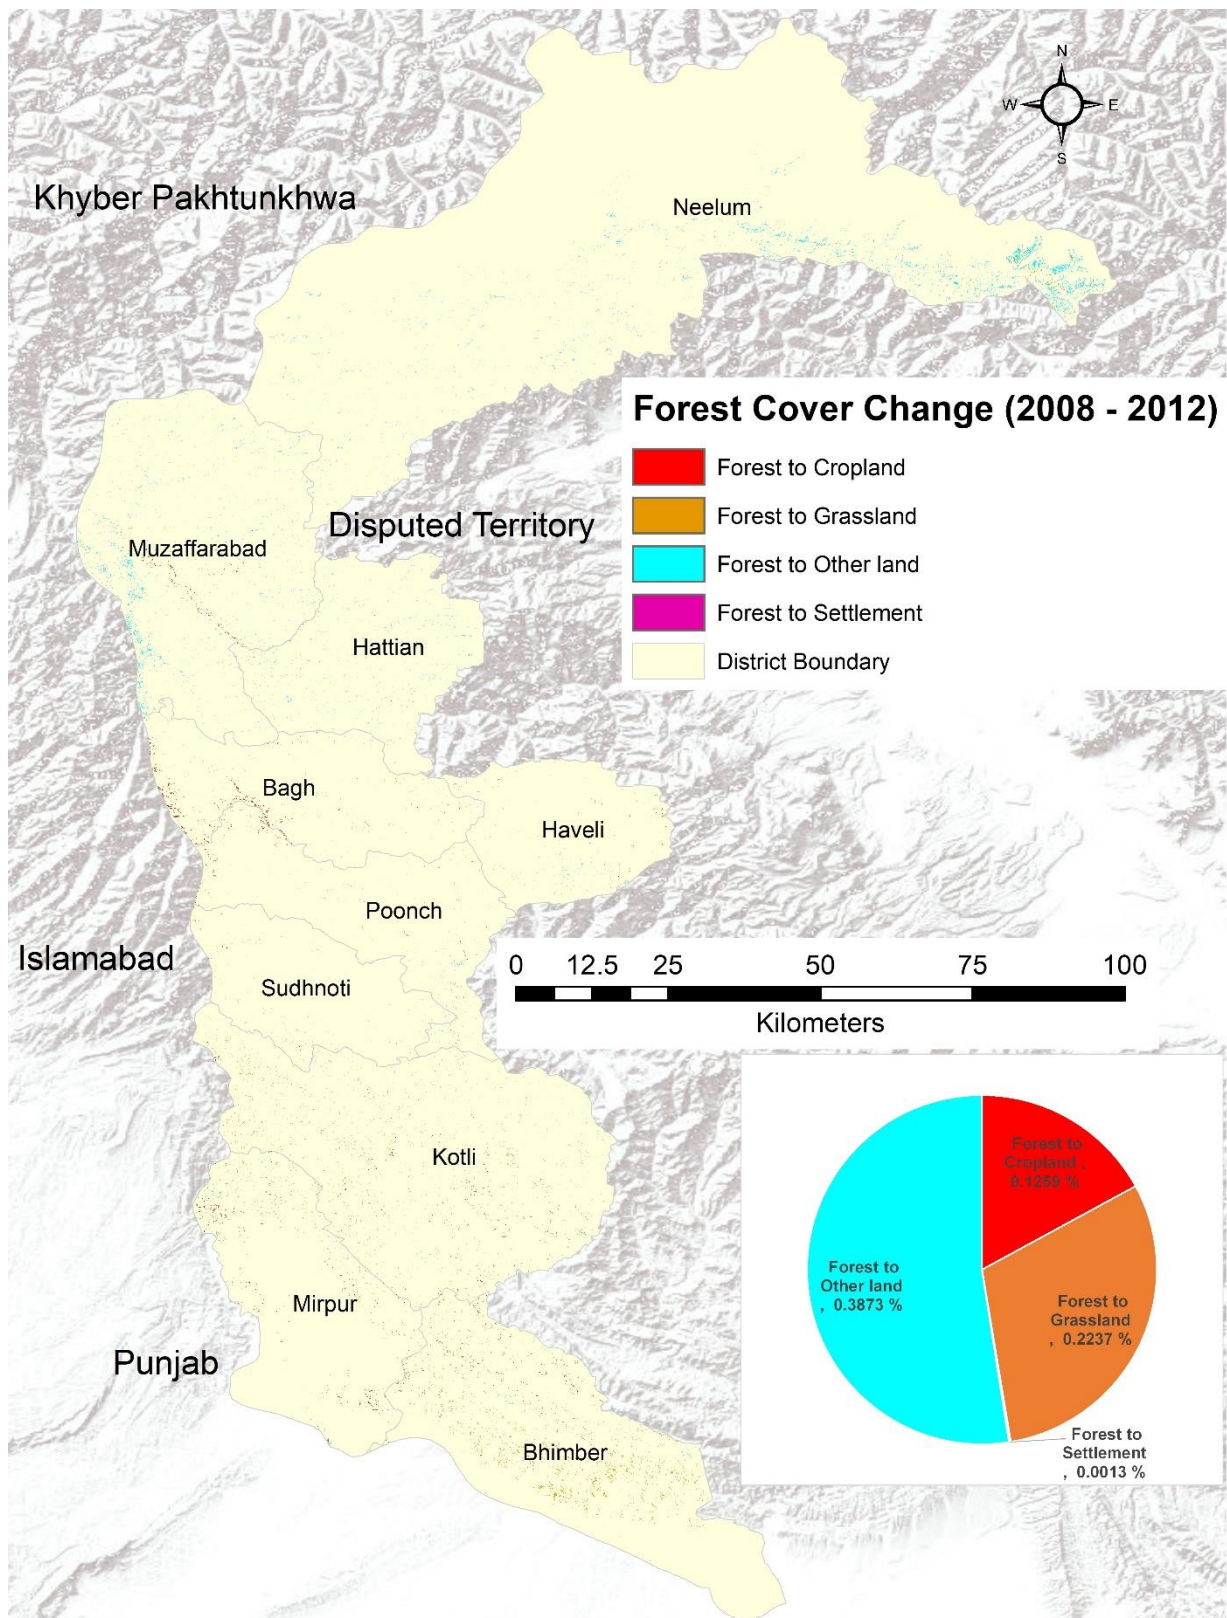 N
W E
S
Khyber Pakhtunkhwa
Neelum
Forest Cover Change (2008 - 2012)
Forest to Cropland
Forest to Grassland
Forest to Other land
Forest to Settlement
District Boundary
Disputed Territory
Muzaffarabad
Hattian
Bagh
Haveli
Poonch
Islamabad
Sudhnoti
0 12.5 25 50 75 100
Kilometers
Kotli
Mirpur
Punjab
Bhimber
Forest to
Cropland ,
0.1259 %
Forest to
Other land
, 0.3873 %
Forest to
Grassland
, 0.2237 %
Forest to
Settlement
, 0.0013 %